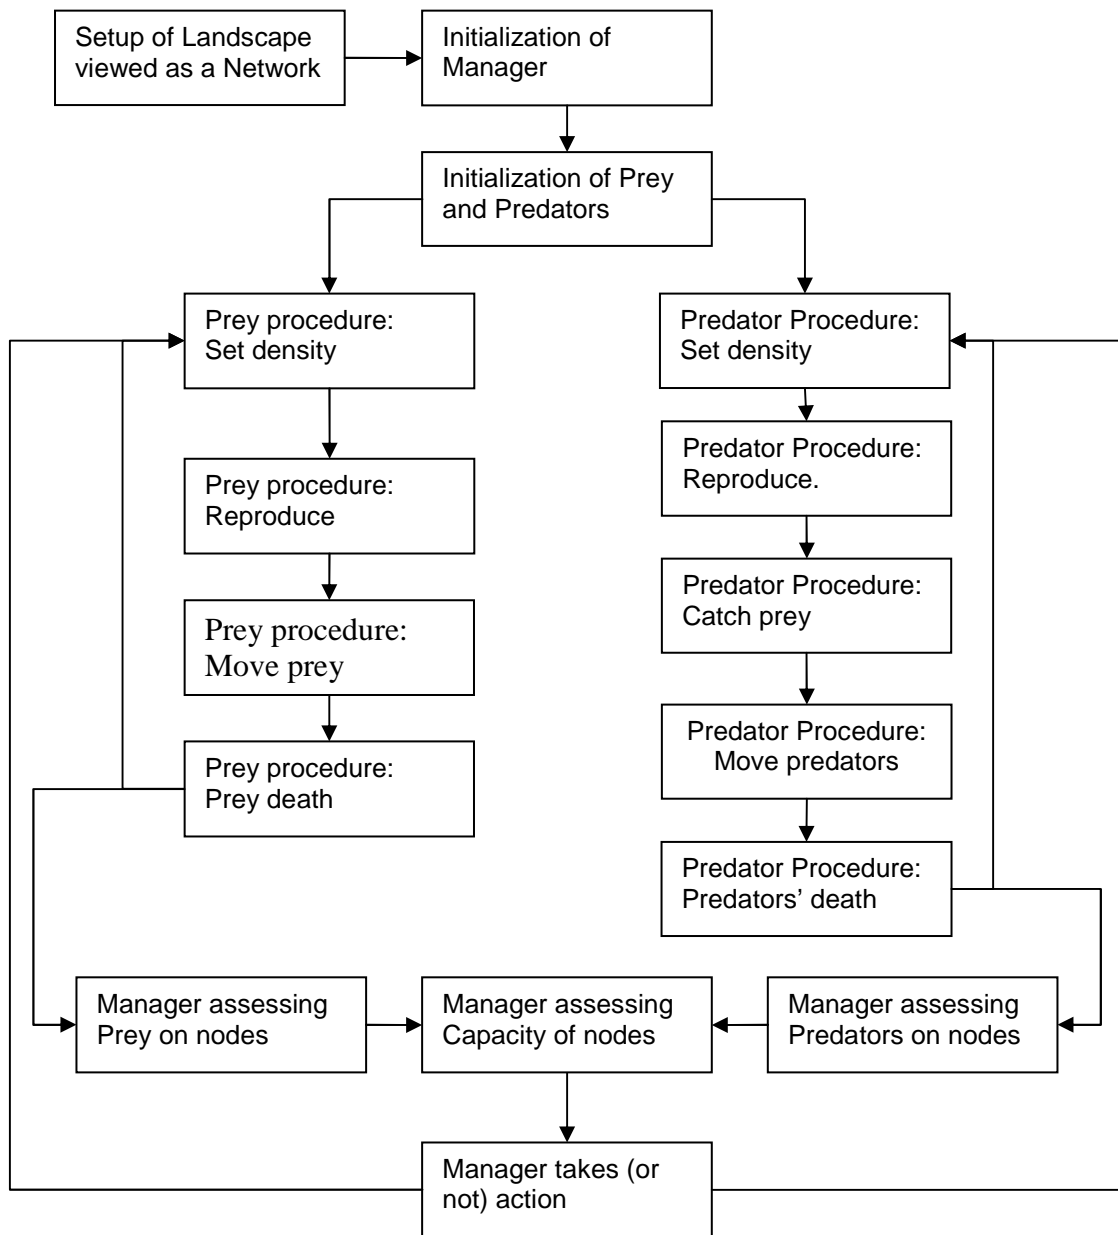 Setup of Landscape
viewed as a Network
Initialization of
Manager
Initialization of Prey
and Predators
Prey procedure:
Set density
Predator Procedure:
Set density
Prey procedure:
Reproduce
Predator Procedure:
Reproduce.
Prey procedure:
Move prey
Predator Procedure:
Catch prey
Prey procedure:
Prey death
Predator Procedure:
Move predators
Predator Procedure:
Predators’ death
Manager assessing
Prey on nodes
Manager assessing
Capacity of nodes
Manager assessing
Predators on nodes
Manager takes (or
not) action